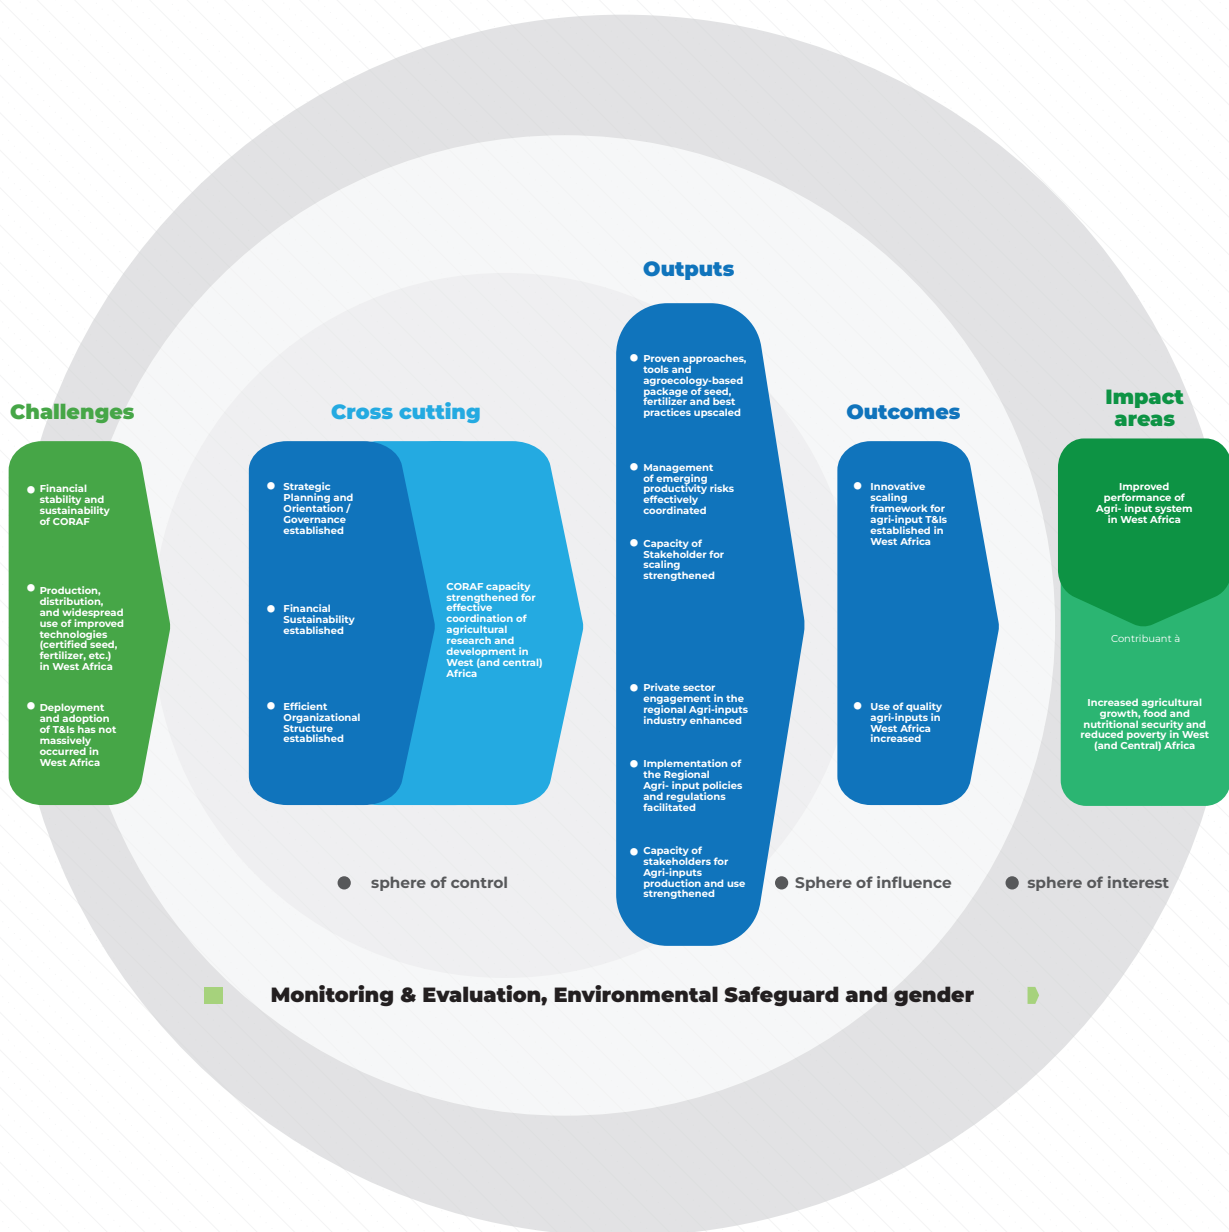 Challenges
Financial
stability and
sustainability
of CORAF
Production,
distribution,
and widespread
use of improved
technologies
(certified seed,
fertilizer, etc.)
in West Africa
Deployment
and adoption
of T&Is has not
massively
occurred in
West Africa
Cross cutting
Strategic
Planning and
Orientation /
Governance
established
Financial
Sustainability
established
Efficient
Organizational
Structure
established
CORAF capacity
strengthened for
effective
coordination of
agricultural
research and
development in
West (and central)
Africa
Outputs
Proven approaches,
tools and
agroecology-based
package of seed,
fertilizer and best
practices upscaled
Management
of emerging
productivity risks
effectively
coordinated
Capacity of
Stakeholder for
scaling
strengthened
Private sector
engagement in the
regional Agri-inputs
industry enhanced
Implementation of
the Regional
Agri- input policies
and regulations
facilitated
Capacity of
stakeholders for
Agri-inputs
production and use
strengthened
Outcomes
Innovative
scaling
framework for
agri-input T&Is
established in
West Africa
Use of quality
agri-inputs in
West Africa
increased
Impact
areas
Improved
performance of
Agri- input system
in West Africa
Contribuant à
Increased agricultural
growth, food and
nutritional security and
reduced poverty in West
(and Central) Africa
sphere of control
Sphere of influence
sphere of interest
Monitoring & Evaluation, Environmental Safeguard and gender